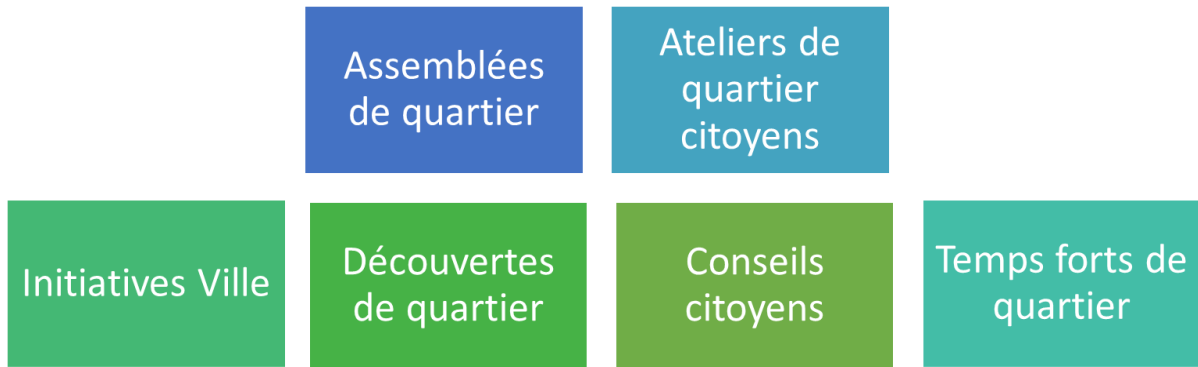 Assemblées
de quartier
Ateliers de
quartier
citoyens
Initiatives Ville
Découvertes
de quartier
Conseils
citoyens
Temps forts de
quartier